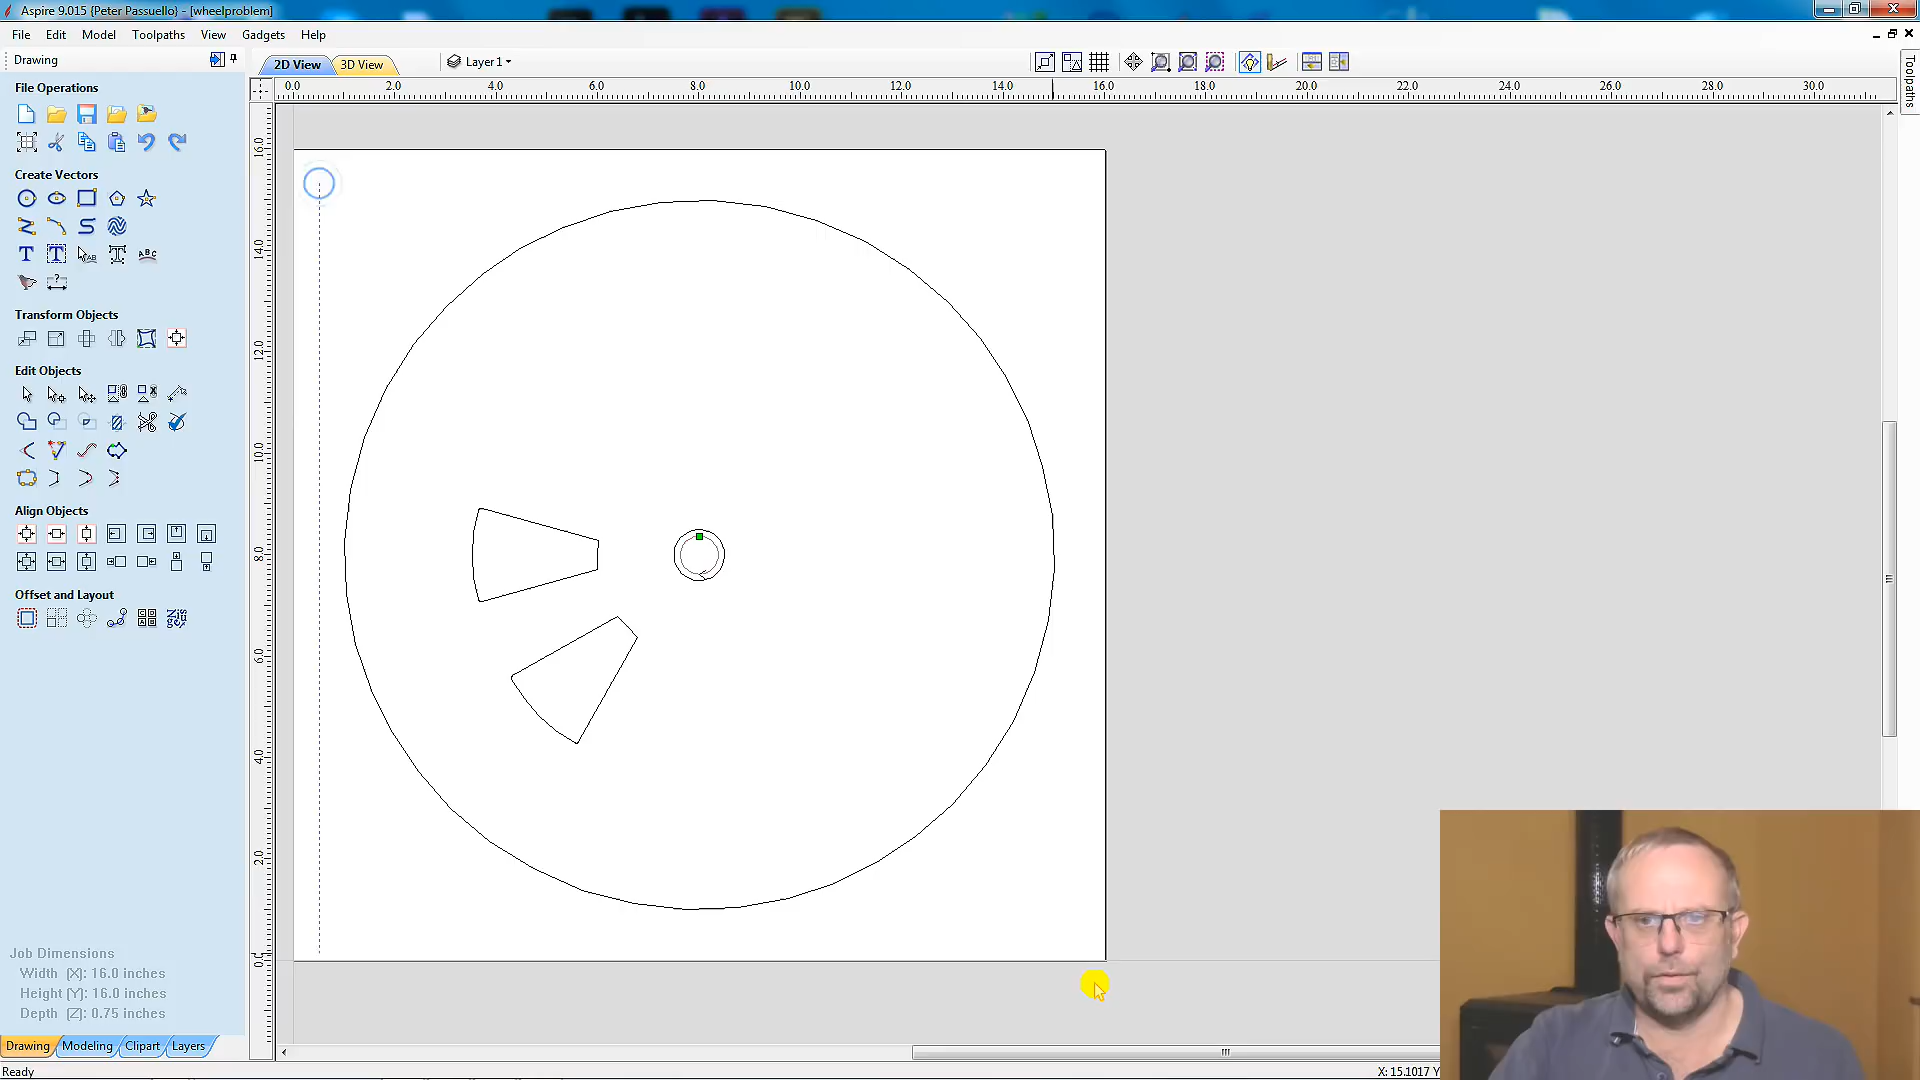 Aspire 9.015 {Peter Passuello} - [wheelproblem]
File Edit Model Toolpaths View Gadgets Help
Drawing
2D View 3D View Layer 1
Toolpaths
0.0 2.0 4.0 6.0 8.0 10.0 12.0 14.0 16.0 18.0 20.0 22.0 24.0 26.0 28.0 30.0
16.0
14.0
12.0
10.0
8.0
6.0
4.0
2.0
0.0
File Operations
Create Vectors
Transform Objects
Edit Objects
Align Objects
Offset and Layout
Job Dimensions
Width (X): 16.0 inches
Height (Y): 16.0 inches
Depth (Z): 0.75 inches
Drawing Modeling Clipart Layers
Ready
X: 15.1017 Y